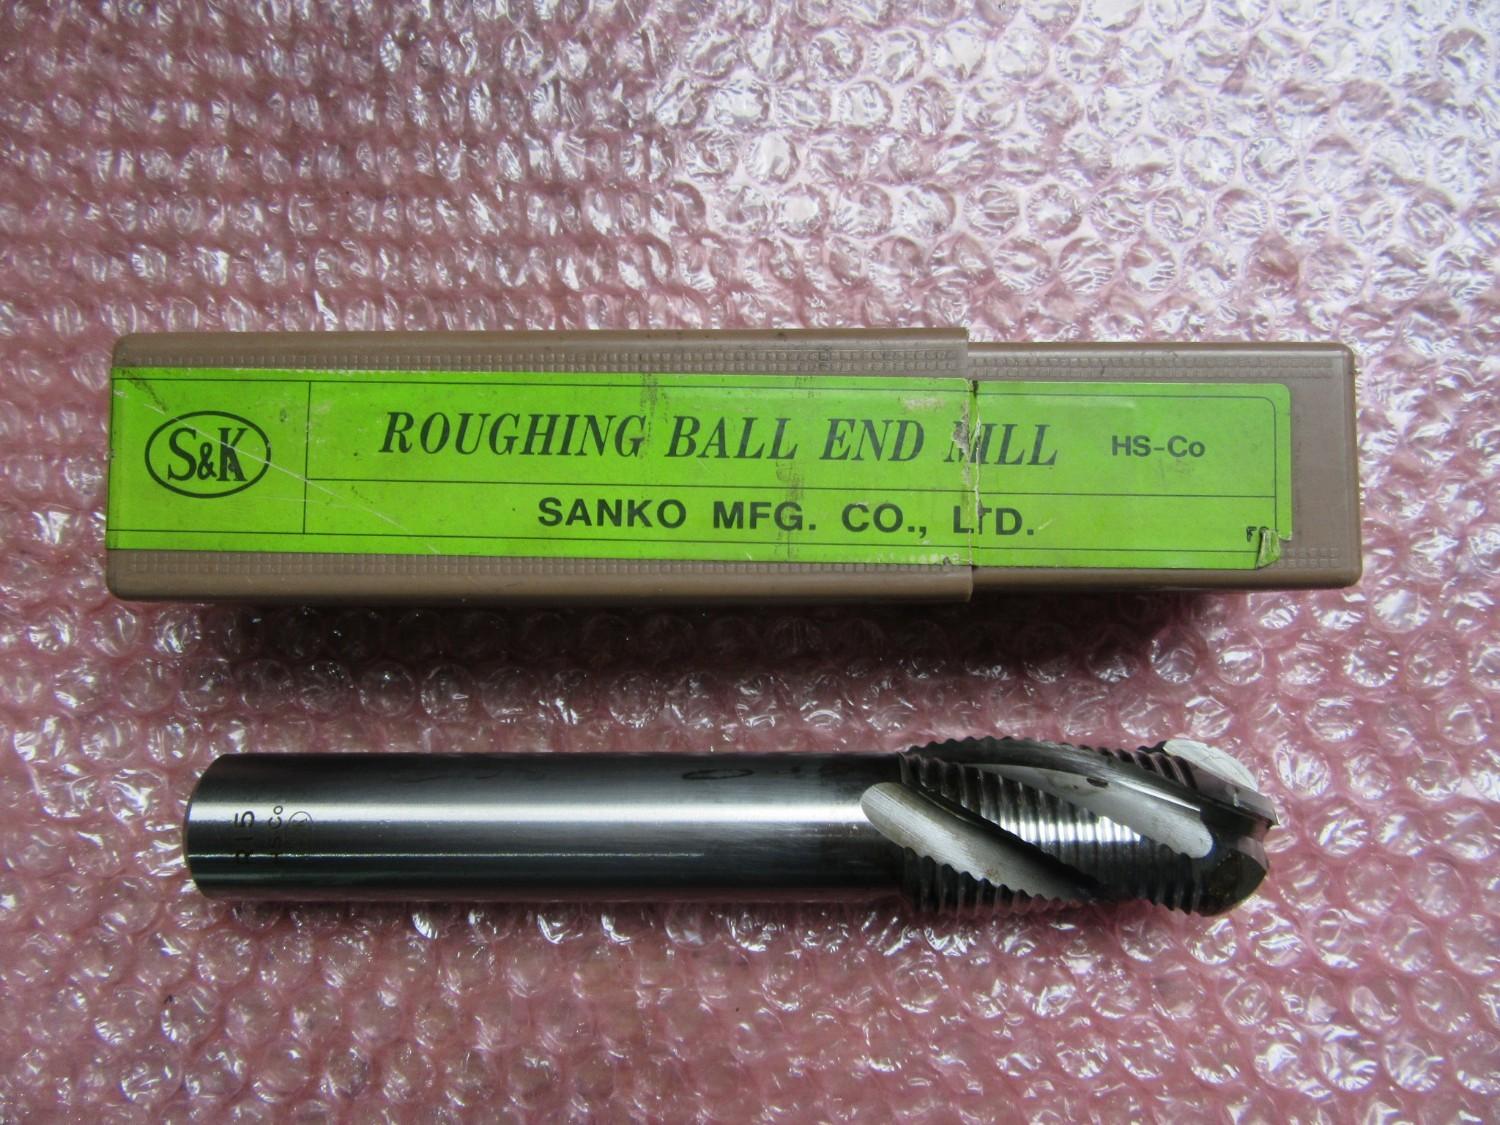 S&K
ROUGHING BALL END MILL HS-Co
SANKO MFG. CO., LTD.